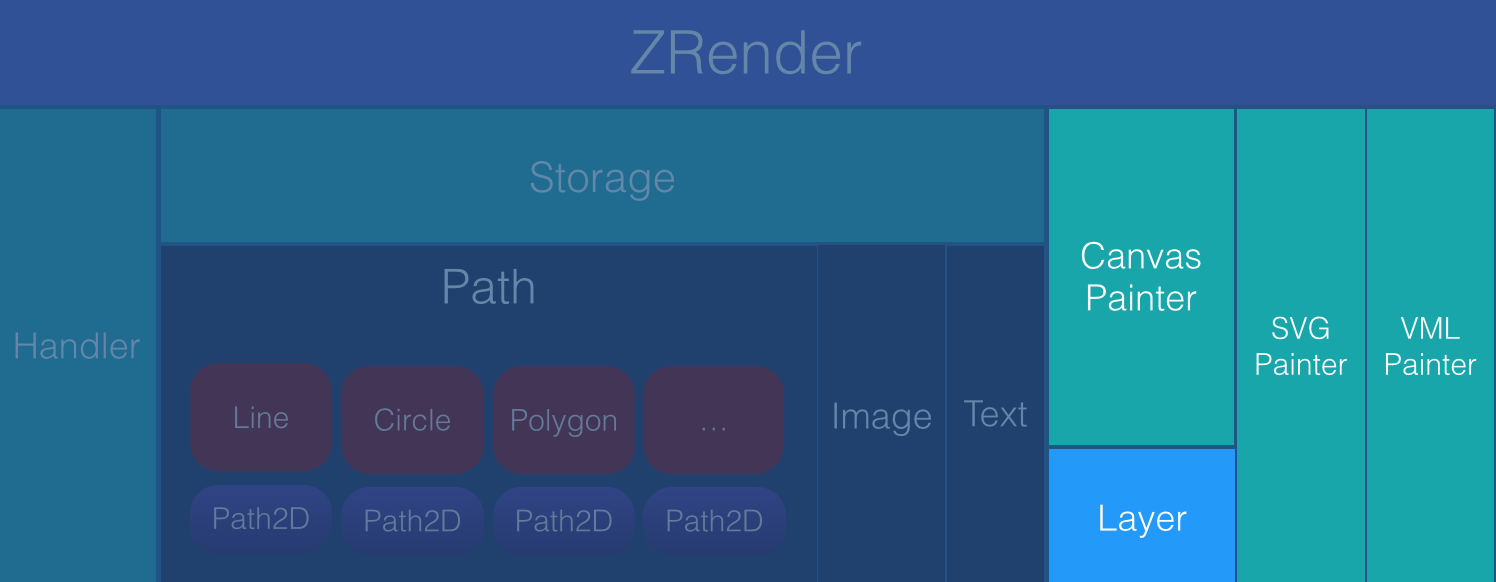 ZRender
Handler
Storage
Path
Line
Circle
Polygon
...
Path2D
Path2D
Path2D
Path2D
Image
Text
Canvas
Painter
Layer
SVG
Painter
VML
Painter